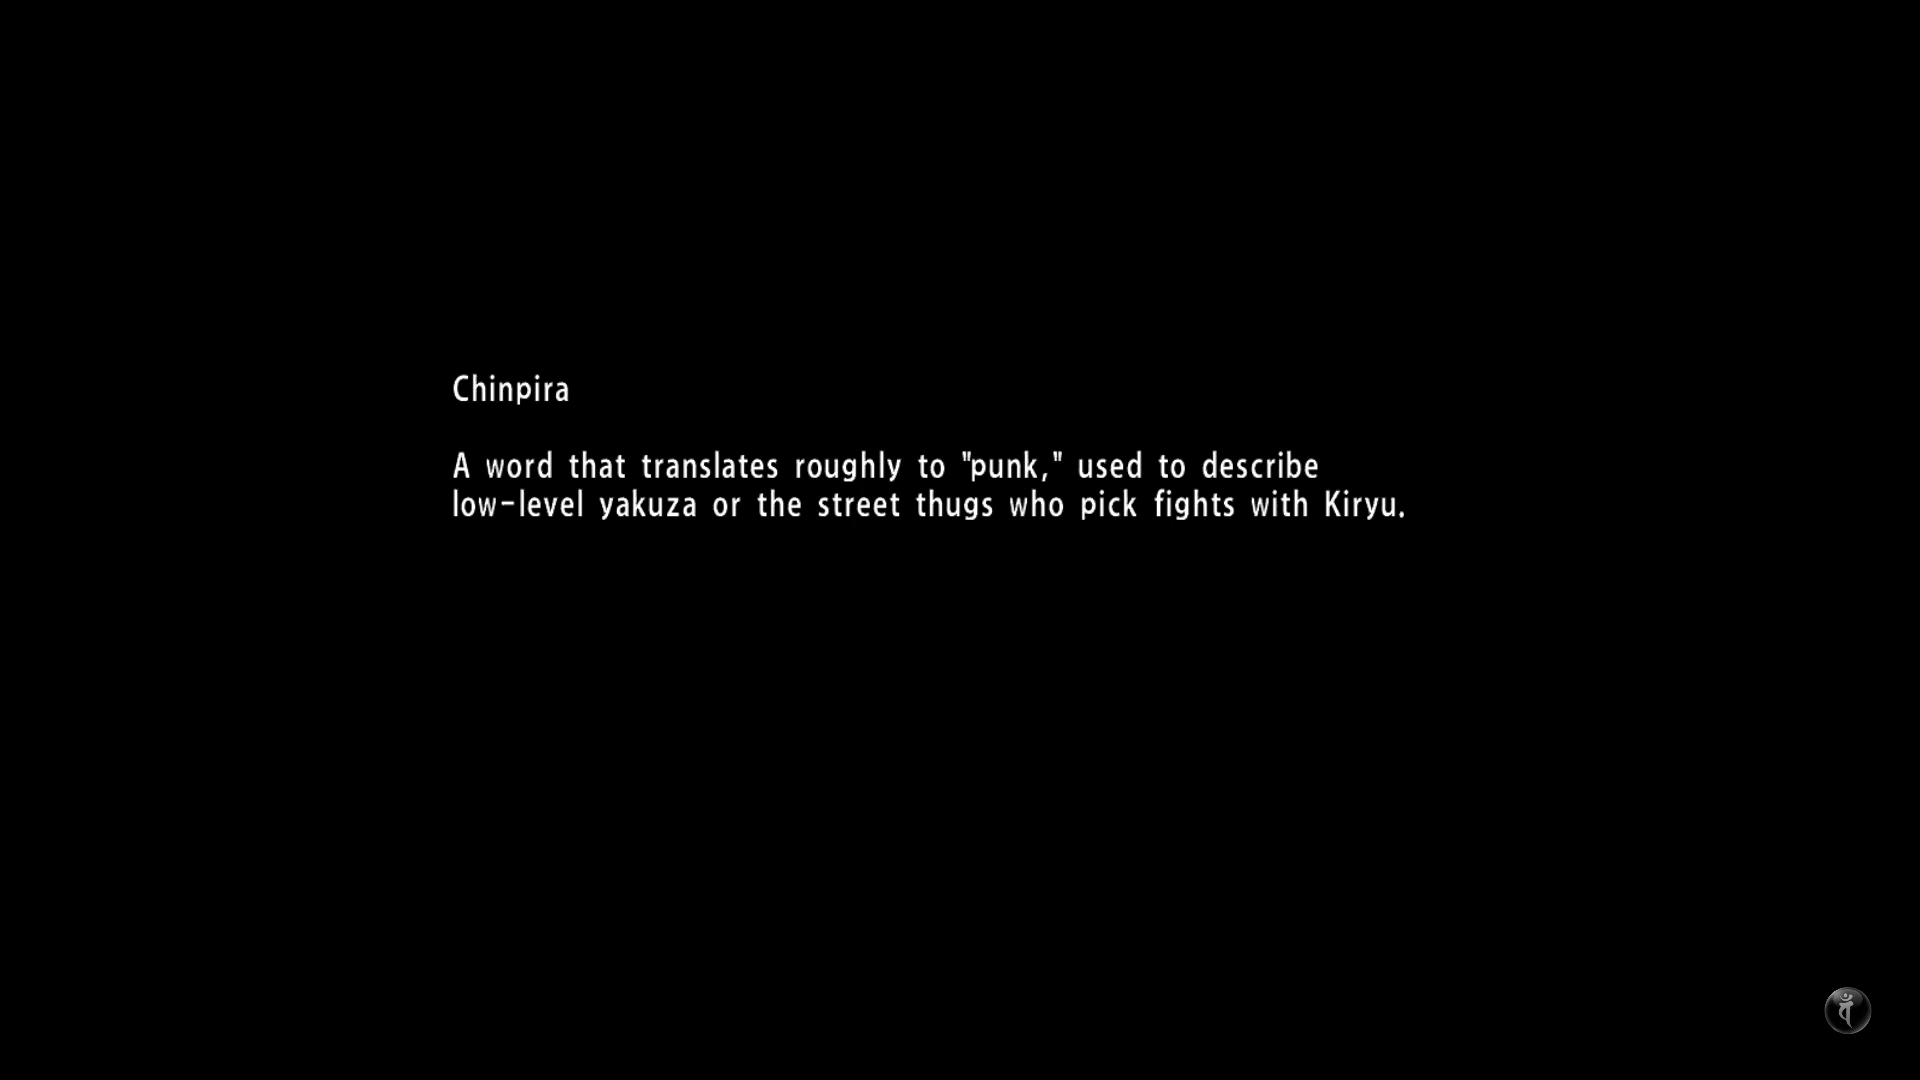 Chinpira
A word that translates roughly to "punk," used to describe
low-level yakuza or the street thugs who pick fights with Kiryu.